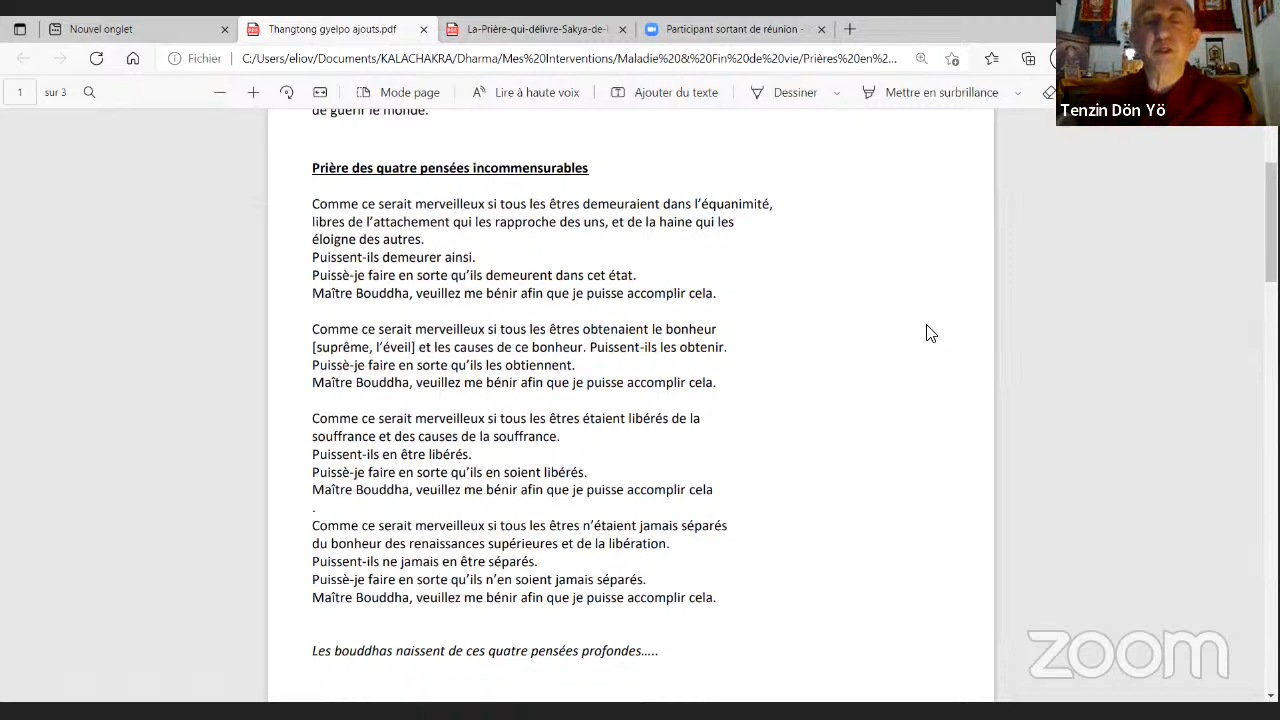 Nouvel onglet
Thangtong gyelpo ajouts.pdf
La-Prière-qui-délivre-Sakya-de-
Participant sortant de réunion -
Fichier
C:/Users/eliov/Documents/KALACHAKRA/Dharma/Mes%20Interventions/Maladie%20&%20Fin%20de%20vie/Prières%20en%2...
1 sur 3
Mode page
Lire à haute voix
Ajouter du texte
Dessiner
Mettre en surbrillance
Tenzin Dön Yö
de guérir le monde.
Prière des quatre pensées incommensurables
Comme ce serait merveilleux si tous les êtres demeuraient dans l’équanimité,
libres de l’attachement qui les rapproche des uns, et de la haine qui les
éloigne des autres.
Puissent-ils demeurer ainsi.
Puissè-je faire en sorte qu’ils demeurent dans cet état.
Maître Bouddha, veuillez me bénir afin que je puisse accomplir cela.
Comme ce serait merveilleux si tous les êtres obtenaient le bonheur
[suprême, l’éveil] et les causes de ce bonheur. Puissent-ils les obtenir.
Puissè-je faire en sorte qu’ils les obtiennent.
Maître Bouddha, veuillez me bénir afin que je puisse accomplir cela.
Comme ce serait merveilleux si tous les êtres étaient libérés de la
souffrance et des causes de la souffrance.
Puissent-ils en être libérés.
Puissè-je faire en sorte qu’ils en soient libérés.
Maître Bouddha, veuillez me bénir afin que je puisse accomplir cela
.
Comme ce serait merveilleux si tous les êtres n’étaient jamais séparés
du bonheur des renaissances supérieures et de la libération.
Puissent-ils ne jamais en être séparés.
Puissè-je faire en sorte qu’ils n’en soient jamais séparés.
Maître Bouddha, veuillez me bénir afin que je puisse accomplir cela.
Les bouddhas naissent de ces quatre pensées profondes.....
zoom